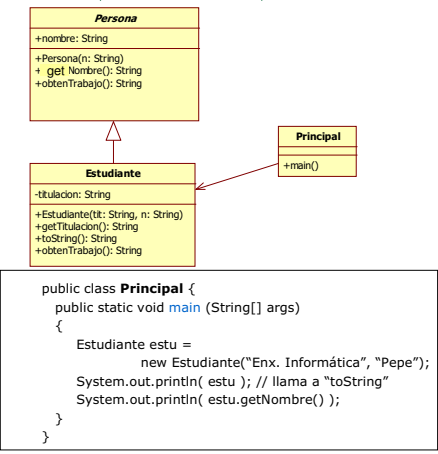 Persona
+nombre: String
+Persona(n: String)
+ get Nombre(): String
+obtenTrabajo(): String
Principal
+main()
Estudiante
-titulacion: String
+Estudiante(tit: String, n: String)
+getTitulacion(): String
+toString(): String
+obtenTrabajo(): String
public class Principal {
public static void main (String[] args)
{
Estudiante estu =
new Estudiante(“Enx. Informática”, “Pepe”);
System.out.println( estu ); // llama a “toString”
System.out.println( estu.getNombre() );
}
}